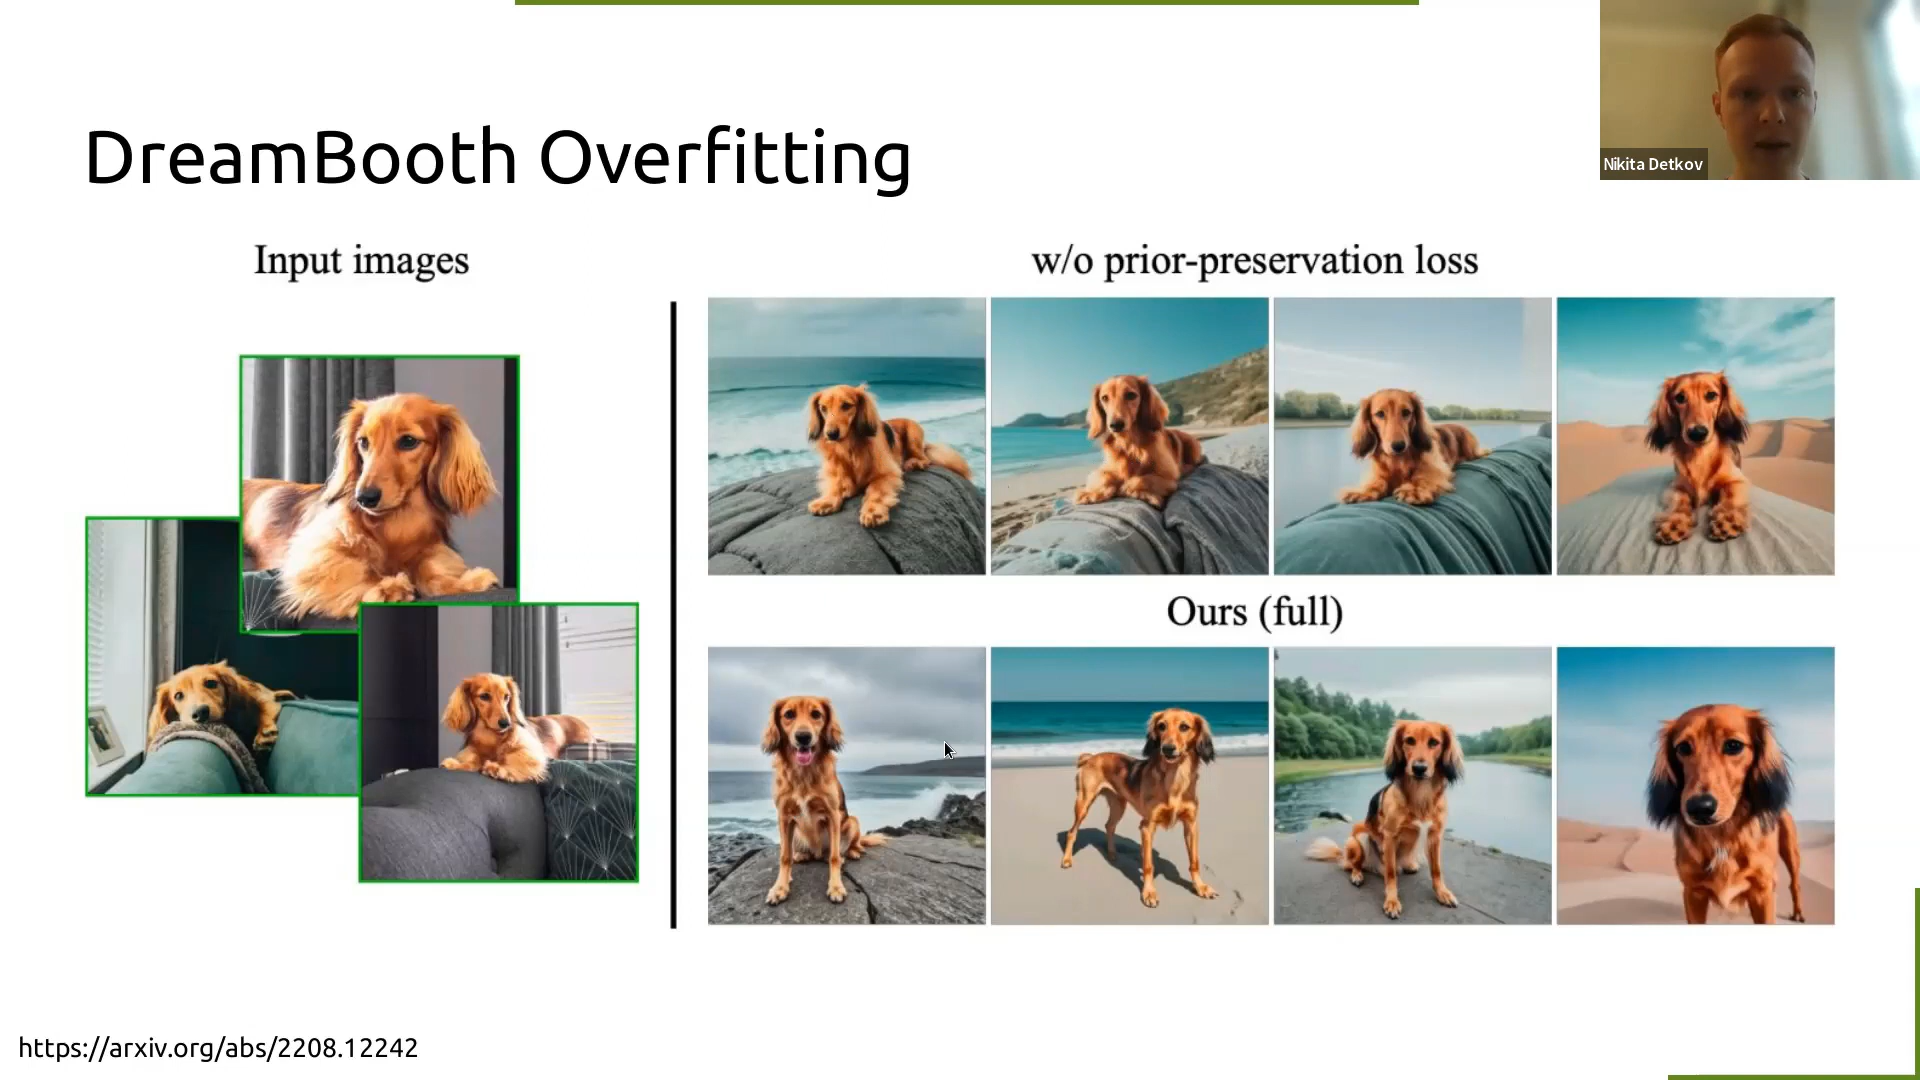 DreamBooth Overfitting
Nikita Detkov
Input images
w/o prior-preservation loss
Ours (full)
https://arxiv.org/abs/2208.12242